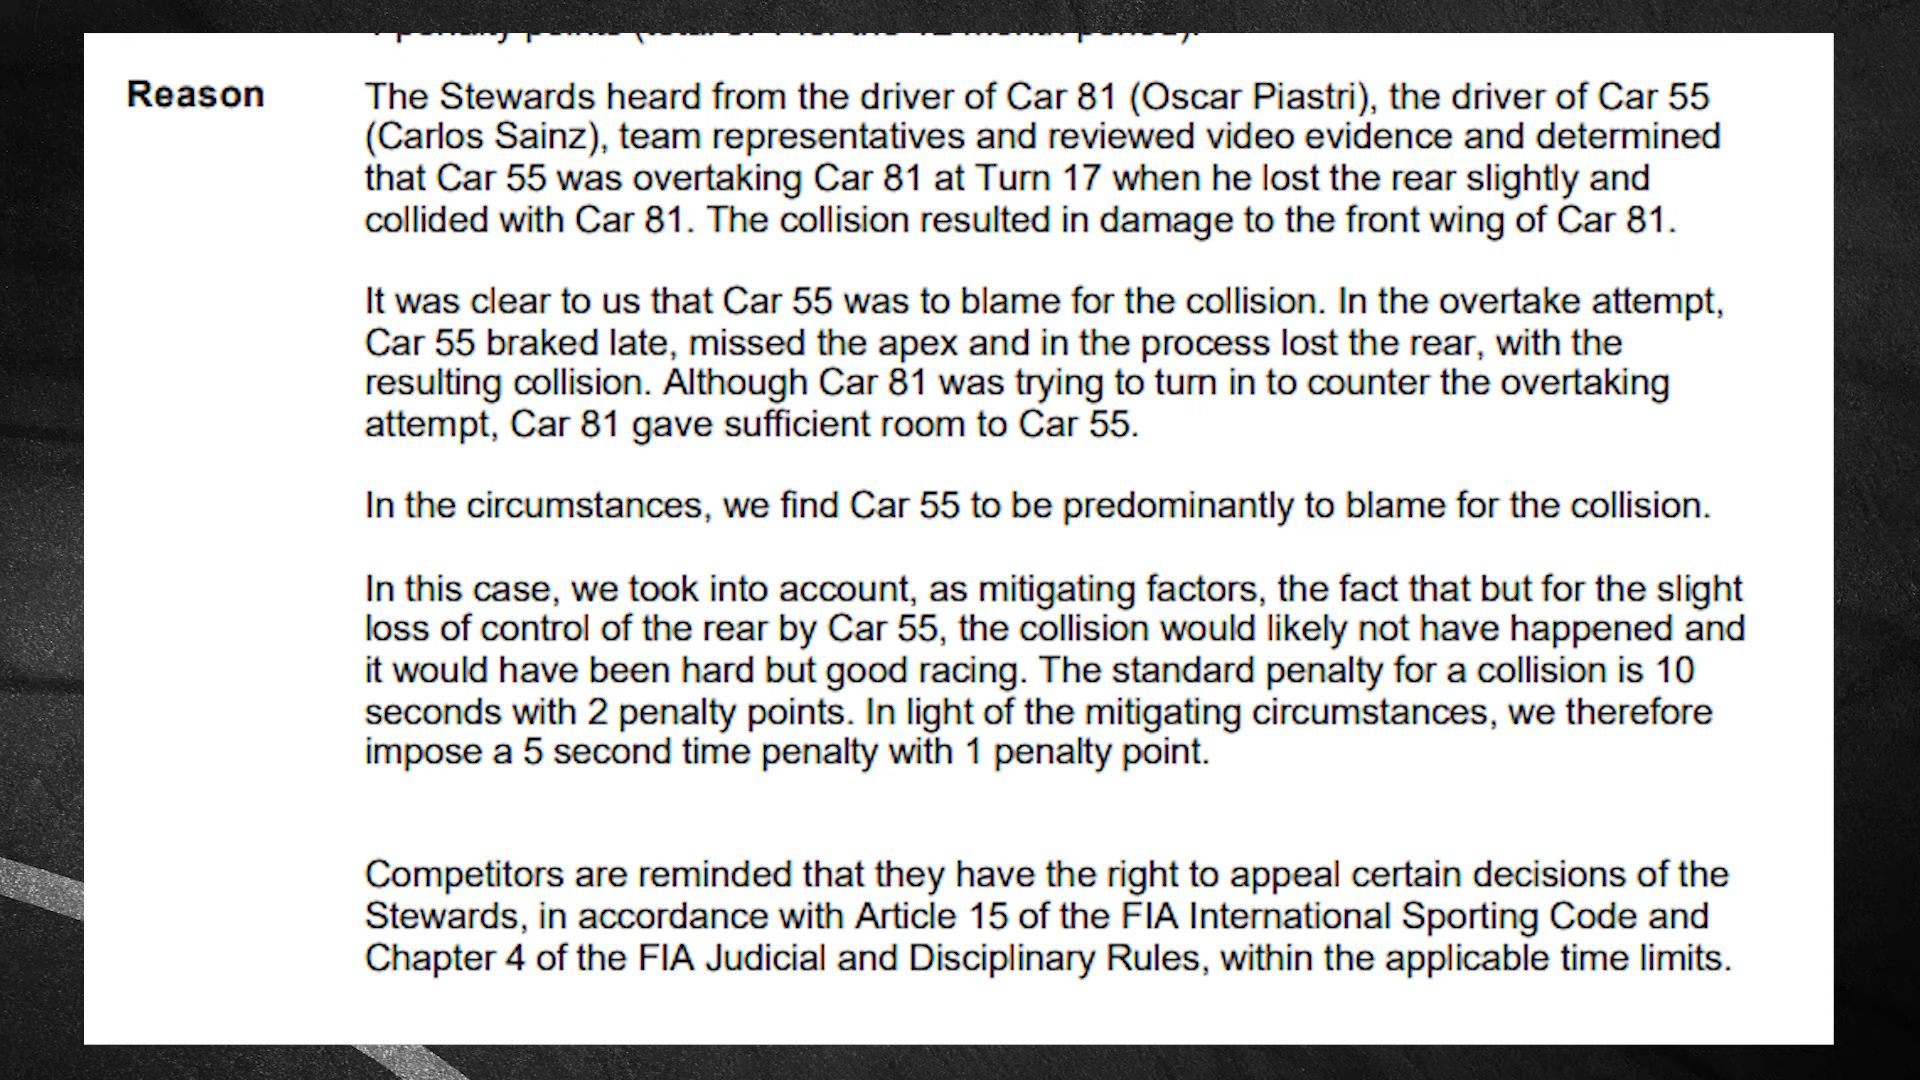 Reason
The Stewards heard from the driver of Car 81 (Oscar Piastri), the driver of Car 55
(Carlos Sainz), team representatives and reviewed video evidence and determined
that Car 55 was overtaking Car 81 at Turn 17 when he lost the rear slightly and
collided with Car 81. The collision resulted in damage to the front wing of Car 81.
It was clear to us that Car 55 was to blame for the collision. In the overtake attempt,
Car 55 braked late, missed the apex and in the process lost the rear, with the
resulting collision. Although Car 81 was trying to turn in to counter the overtaking
attempt, Car 81 gave sufficient room to Car 55.
In the circumstances, we find Car 55 to be predominantly to blame for the collision.
In this case, we took into account, as mitigating factors, the fact that but for the slight
loss of control of the rear by Car 55, the collision would likely not have happened and
it would have been hard but good racing. The standard penalty for a collision is 10
seconds with 2 penalty points. In light of the mitigating circumstances, we therefore
impose a 5 second time penalty with 1 penalty point.
Competitors are reminded that they have the right to appeal certain decisions of the
Stewards, in accordance with Article 15 of the FIA International Sporting Code and
Chapter 4 of the FIA Judicial and Disciplinary Rules, within the applicable time limits.